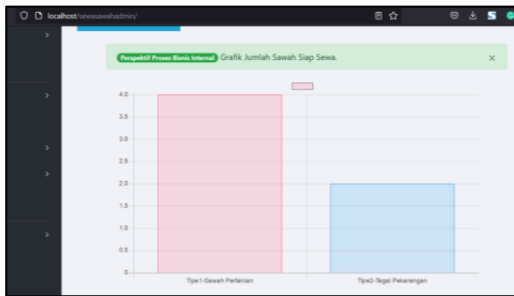 localhost/sewasawahadmin/
Perspektif Proses Bisnis Internal Grafik Jumlah Sawah Siap Sewa.
4.0
3.5
3.0
2.5
2.0
1.5
1.0
0.5
0
Tipe1-Sawah Pertanian
Tipe2-Tegal Pekarangan